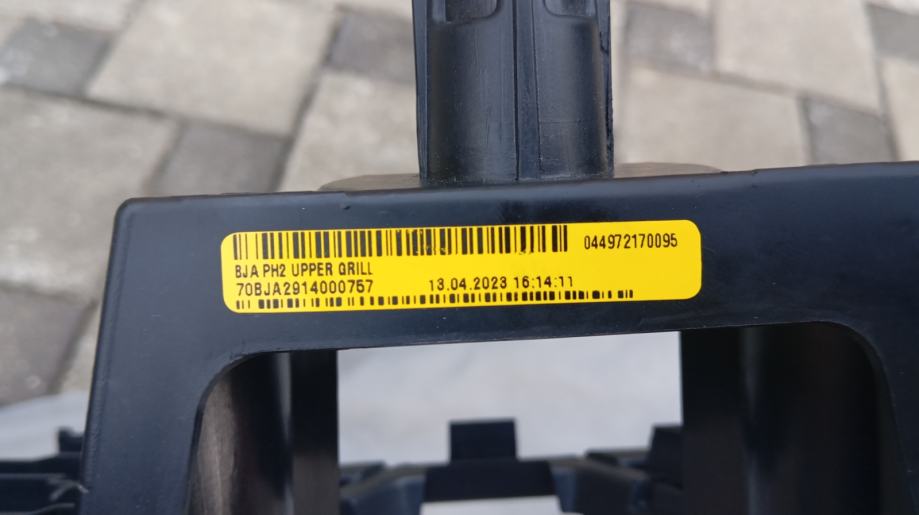 044972170095
BJA PH2 UPPER GRILL
70BJA2914000757 13.04.2023 16:14:11